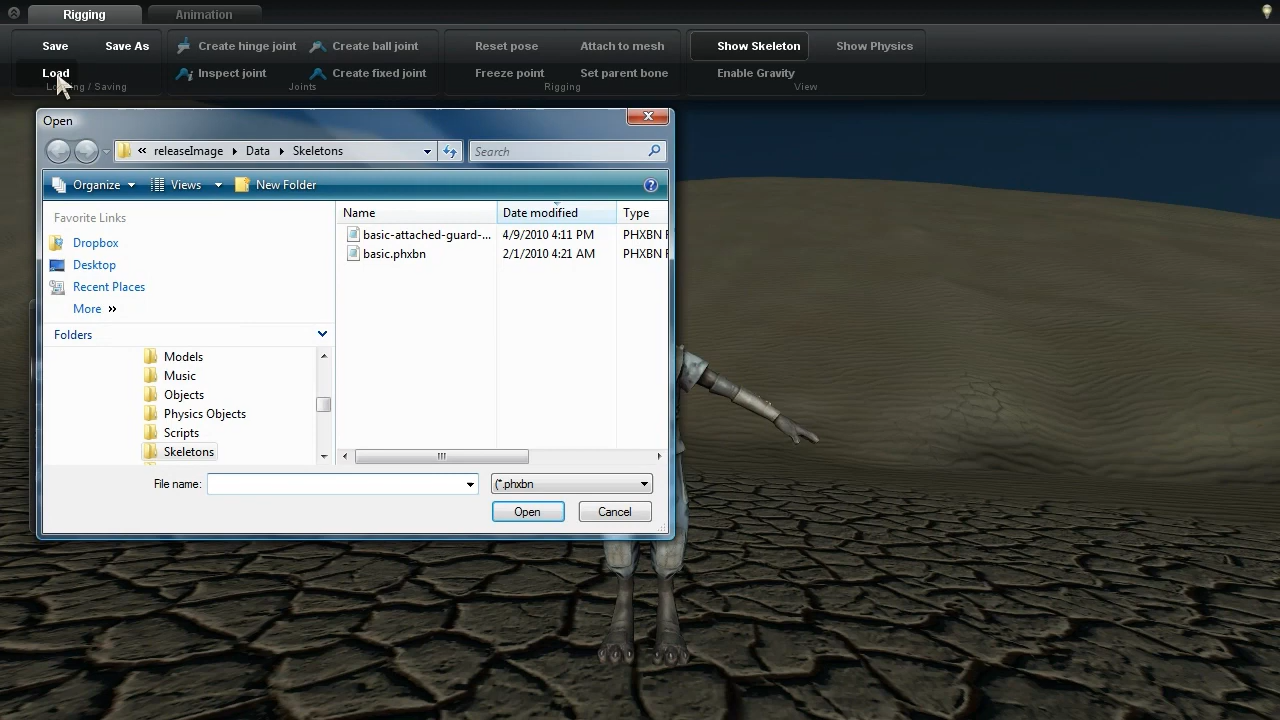 Rigging Animation
Save Save As Create hinge joint Create ball joint Reset pose Attach to mesh Show Skeleton Show Physics
Load Inspect joint Create fixed joint Freeze point Set parent bone Enable Gravity
Saving Joints Rigging View
Open
« releaseImage Data Skeletons Search
Organize Views New Folder
Favorite Links
Dropbox
Desktop
Recent Places
More »
Folders
Models
Music
Objects
Physics Objects
Scripts
Skeletons
Name Date modified Type
basic-attached-guard-... 4/9/2010 4:11 PM PHXBN
basic.phxbn 2/1/2010 4:21 AM PHXBN
File name: (*.phxbn
Open Cancel